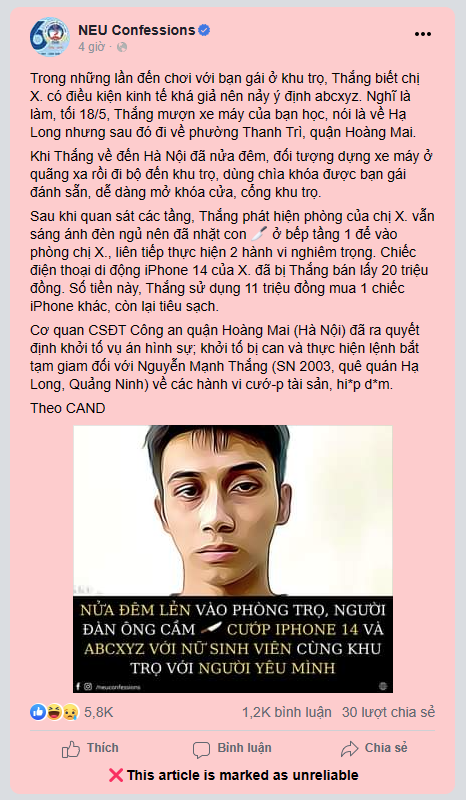 NEU Confessions
4 giờ
Trong những lần đến chơi với bạn gái ở khu trọ, Thắng biết chị
X. có điều kiện kinh tế khá giả nên nảy ý định abcxyz. Nghĩ là
làm, tối 18/5, Thắng mượn xe máy của bạn học, nói là về Hạ
Long nhưng sau đó đi về phường Thanh Trì, quận Hoàng Mai.
Khi Thắng về đến Hà Nội đã nửa đêm, đối tượng dựng xe máy ở
quãng xa rồi đi bộ đến khu trọ, dùng chìa khóa được bạn gái
đánh sẵn, dễ dàng mở khóa cửa, cổng khu trọ.
Sau khi quan sát các tầng, Thắng phát hiện phòng của chị X. vẫn
sáng ánh đèn ngủ nên đã nhặt con 🔪 ở bếp tầng 1 để vào
phòng chị X., liên tiếp thực hiện 2 hành vi nghiêm trọng. Chiếc
điện thoại di động iPhone 14 của X. đã bị Thắng bán lấy 20 triệu
đồng. Số tiền này, Thắng sử dụng 11 triệu đồng mua 1 chiếc
iPhone khác, còn lại tiêu sạch.
Cơ quan CSĐT Công an quận Hoàng Mai (Hà Nội) đã ra quyết
định khởi tố vụ án hình sự; khởi tố bị can và thực hiện lệnh bắt
tạm giam đối với Nguyễn Mạnh Thắng (SN 2003, quê quán Hạ
Long, Quảng Ninh) về các hành vi cướ-p tài sản, hi*p d*m.
Theo CAND
NỬA ĐÊM LẺN VÀO PHÒNG TRỌ, NGƯỜI
ĐÀN ÔNG CẦM 🔪 CƯỚP IPHONE 14 VÀ
ABCXYZ VỚI NỮ SINH VIÊN CÙNG KHU
TRỌ VỚI NGƯỜI YÊU MÌNH
/neuconfessions
5,8K
1,2K bình luận 30 lượt chia sẻ
Thích Bình luận Chia sẻ
❌ This article is marked as unreliable